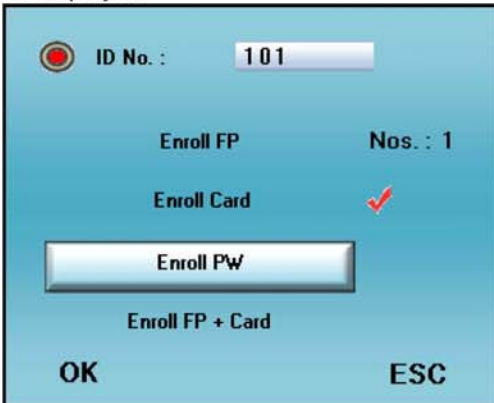 ID No. : 101
Enroll FP Nos. : 1
Enroll Card
Enroll PW
Enroll FP + Card
OK ESC